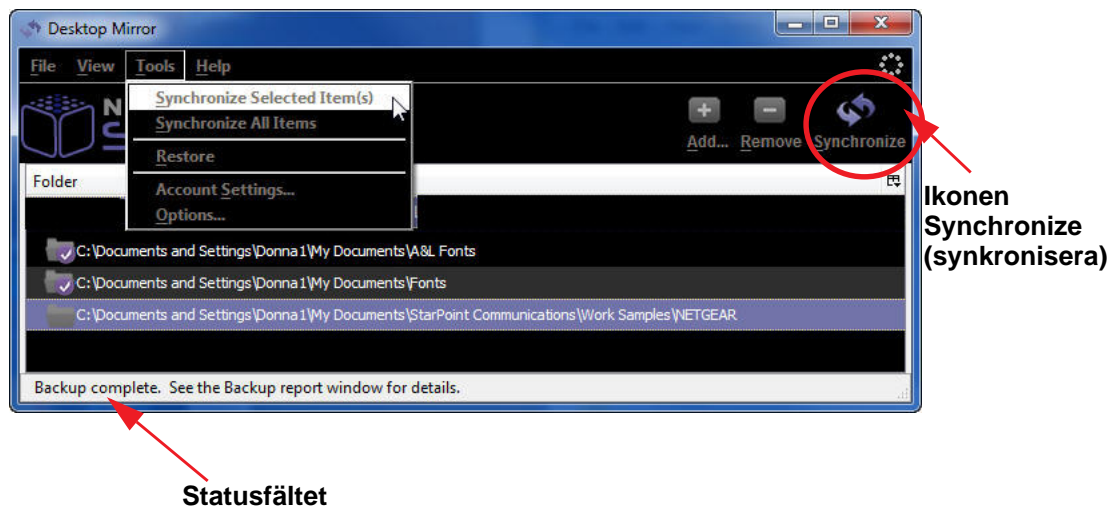 Desktop Mirror
File View Tools Help
Synchronize Selected Item(s)
Synchronize All Items
Restore
Account Settings...
Options...
N
S
Add... Remove Synchronize
Folder
C:\Documents and Settings\Donna1\My Documents\A&L Fonts
C:\Documents and Settings\Donna1\My Documents\Fonts
C:\Documents and Settings\Donna1\My Documents\StarPoint Communications\Work Samples\NETGEAR
Backup complete. See the Backup report window for details.
Ikonen
Synchronize
(synkronisera)
Statusfältet